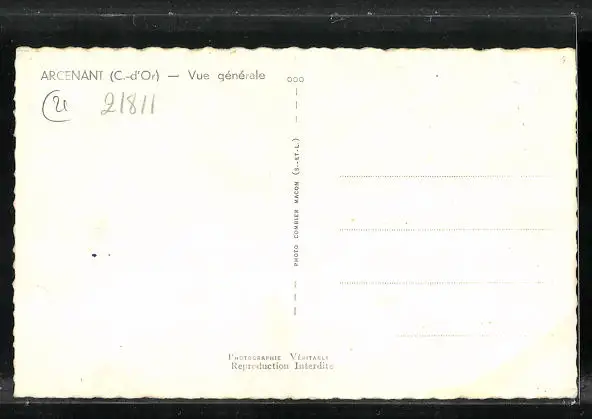 ARCENANT (C.-d'Or) — Vue générale
21 21811
PHOTO COMBIER MACON (S.-ET-L.)
PHOTOGRAPHIE VÉRITABLE
Reproduction Interdite